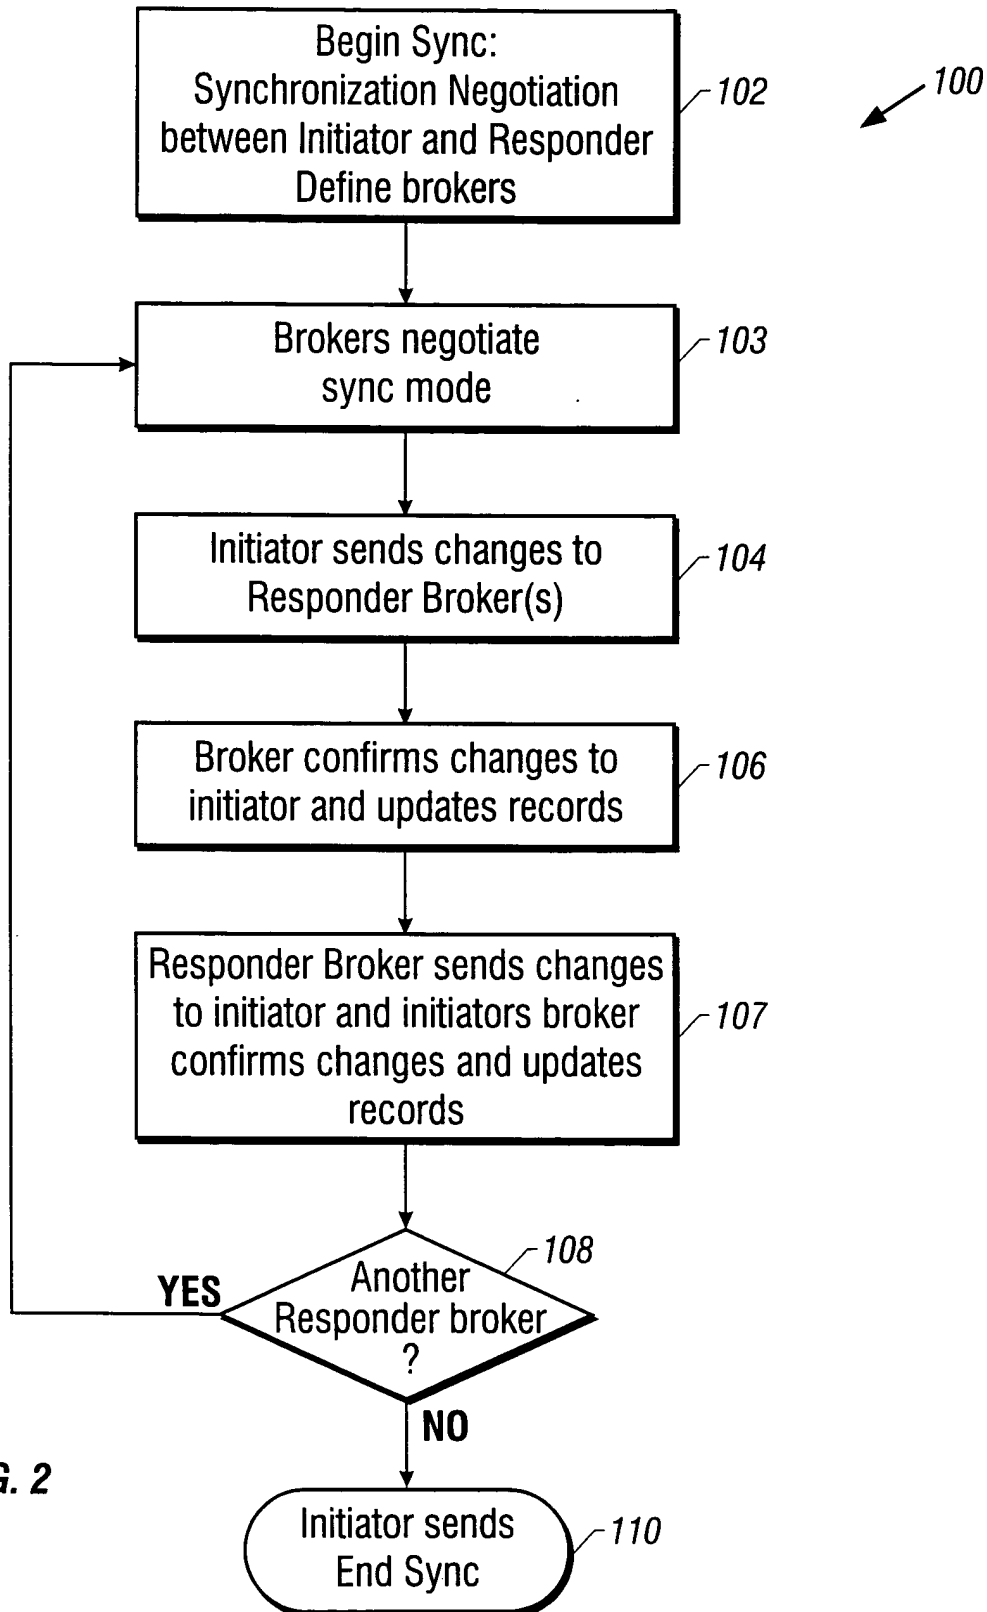 Begin Sync:
Synchronization Negotiation
between Initiator and Responder
Define brokers
102
100
Brokers negotiate
sync mode
103
Initiator sends changes to
Responder Broker(s)
104
Broker confirms changes to
initiator and updates records
106
Responder Broker sends changes
to initiator and initiators broker
confirms changes and updates
records
107
108
Another
Responder broker
?
YES
NO
G. 2
Initiator sends
End Sync
110